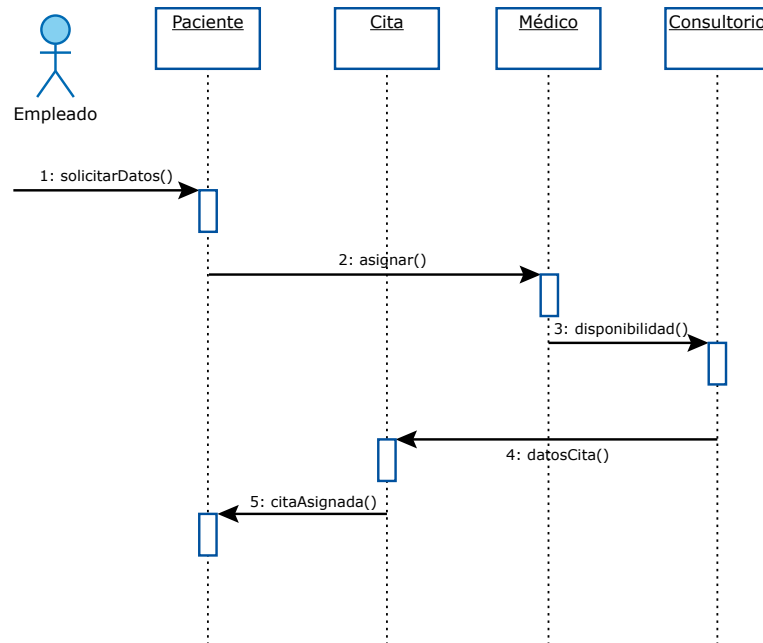 Paciente
Cita
Médico
Consultorio
Empleado
1: solicitarDatos()
2: asignar()
3: disponibilidad()
4: datosCita()
5: citaAsignada()